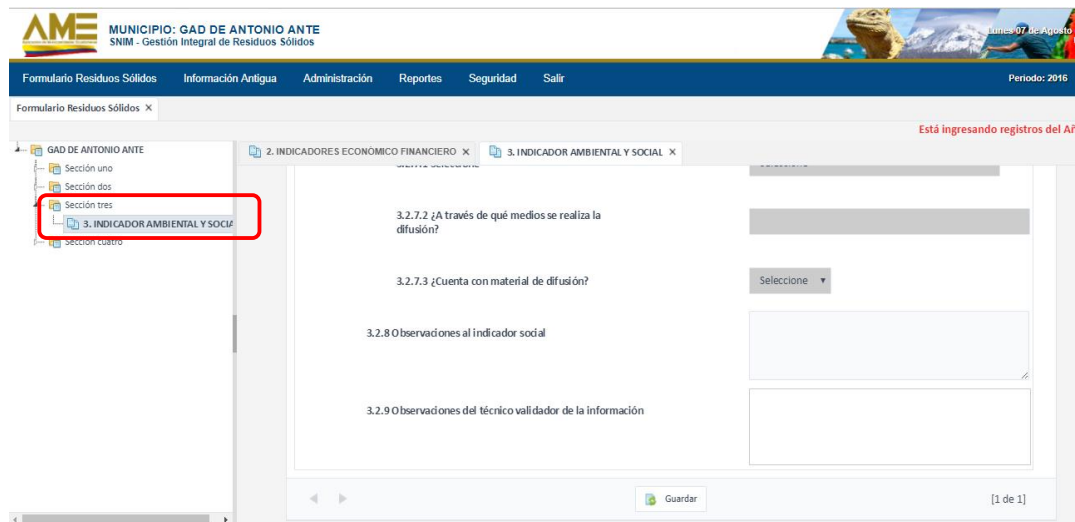 AME
MUNICIPIO: GAD DE ANTONIO ANTE
SNIM - Gestión Integral de Residuos Sólidos
Lunes 07 de Agosto
Formulario Residuos Sólidos Información Antigua Administración Reportes Seguridad Salir Periodo: 2016
Formulario Residuos Sólidos ×
Está ingresando registros del Añ
GAD DE ANTONIO ANTE
Sección uno
Sección dos
Sección tres
3. INDICADOR AMBIENTAL Y SOCIA
Sección cuatro
2. INDICADORES ECONÓMICO FINANCIERO × 3. INDICADOR AMBIENTAL Y SOCIAL ×
3.2.7.2 ¿A través de qué medios se realiza la
difusión?
3.2.7.3 ¿Cuenta con material de difusión? Seleccione
3.2.8 Observaciones al indicador social
3.2.9 Observaciones del técnico validador de la información
Guardar [1 de 1]